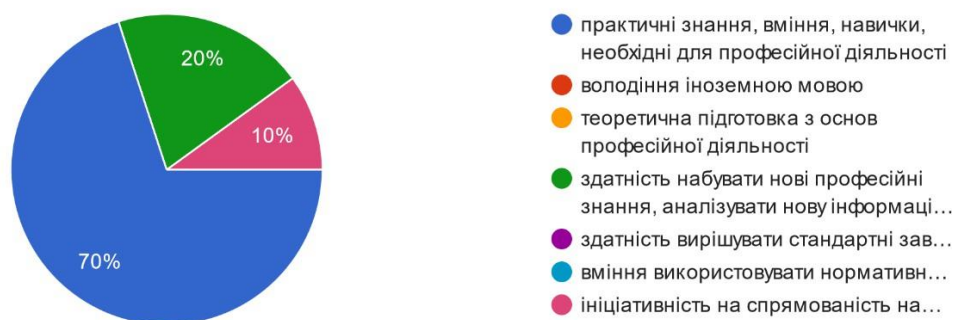 20%
10%
70%
практичні знання, вміння, навички,
необхідні для професійної діяльності
володіння іноземною мовою
теоретична підготовка з основ
професійної діяльності
здатність набувати нові професійні
знання, аналізувати нову інформаці…
здатність вирішувати стандартні зав…
вміння використовувати нормативн…
ініціативність на спрямованість на…